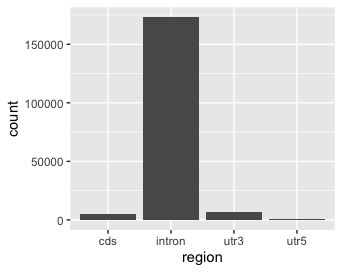 150000
100000
50000
0
count
cds intron utr3 utr5
region